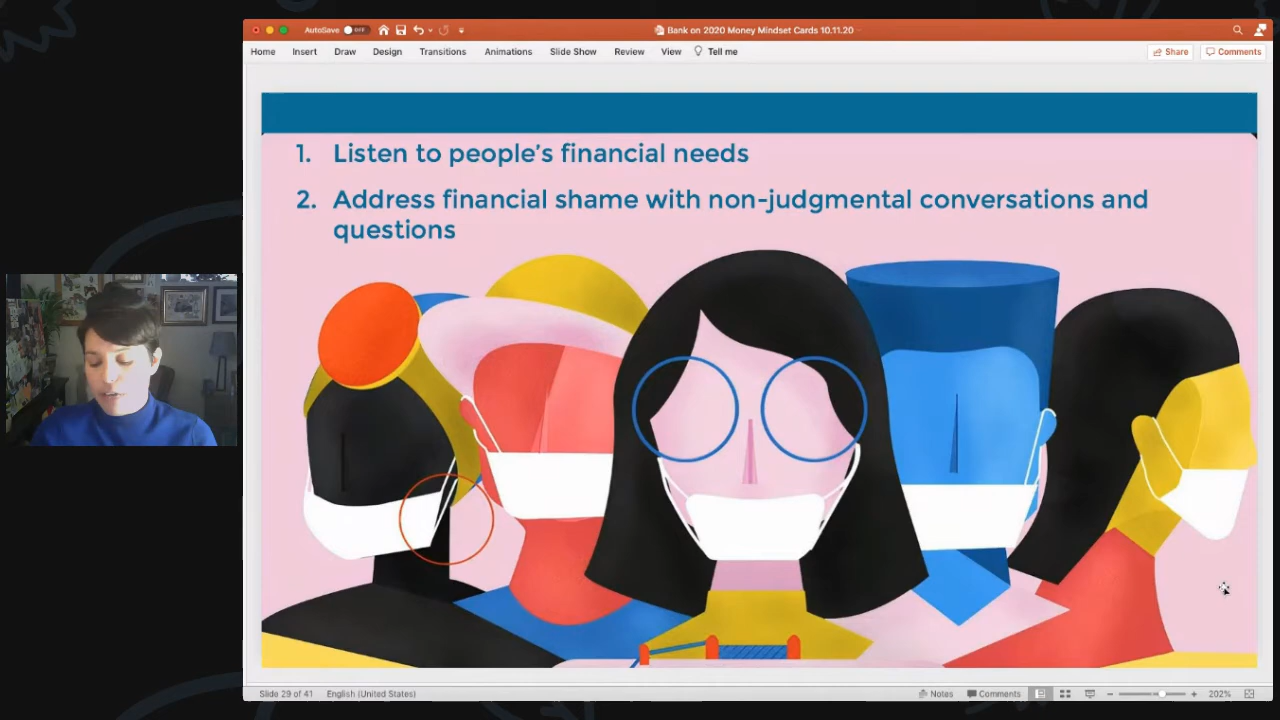 AutoSave OFF
Bank on 2020 Money Mindset Cards 10.11.20
Home Insert Draw Design Transitions Animations Slide Show Review View Tell me
Share Comments
1. Listen to people's financial needs
2. Address financial shame with non-judgmental conversations and
questions
Slide 29 of 41 English (United States) Notes Comments 202%